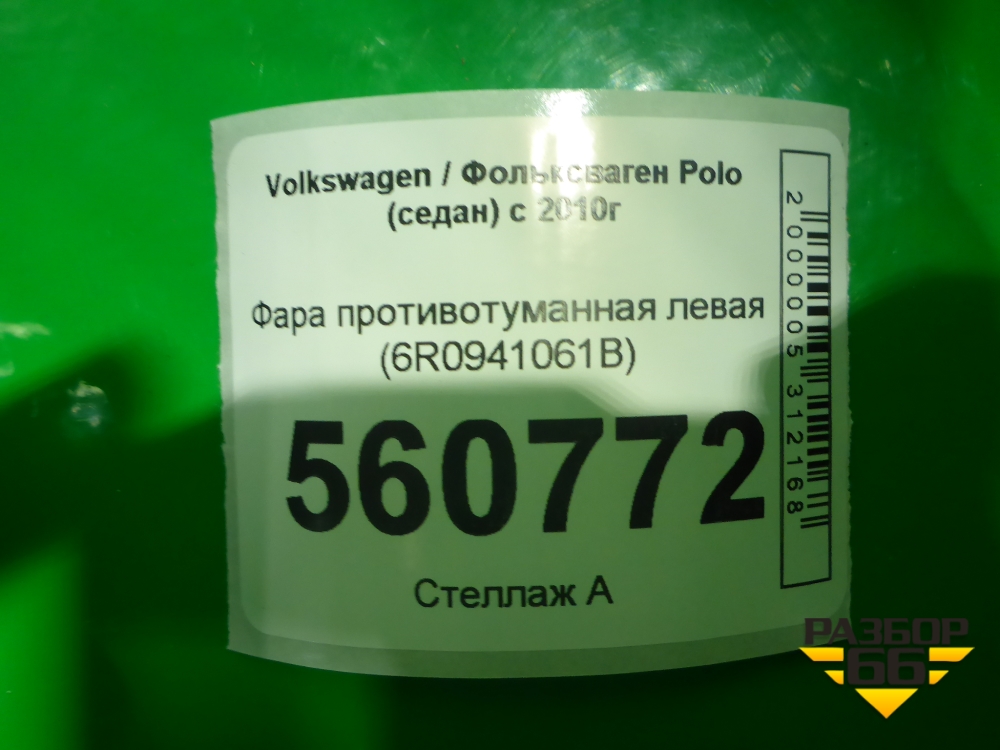 Volkswagen / Фольксваген Polo
(седан) с 2010г
Фара противотуманная левая
(6R0941061B)
560772
Стеллаж А
2000005312168
РАЗБОР
66